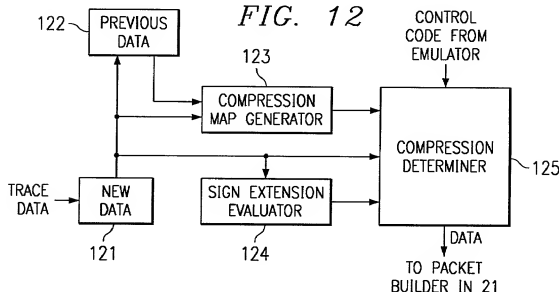 FIG. 12
122
PREVIOUS
DATA
CONTROL
CODE FROM
EMULATOR
123
COMPRESSION
MAP GENERATOR
COMPRESSION
DETERMINER
125
TRACE
DATA
NEW
DATA
121
SIGN EXTENSION
EVALUATOR
124
DATA
TO PACKET
BUILDER IN 21